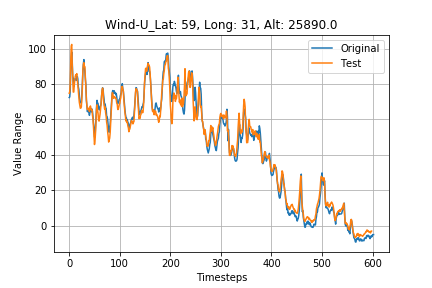 Wind-U_Lat: 59, Long: 31, Alt: 25890.0
Value Range
100
80
60
40
20
0
Original
Test
0 100 200 300 400 500 600
Timesteps